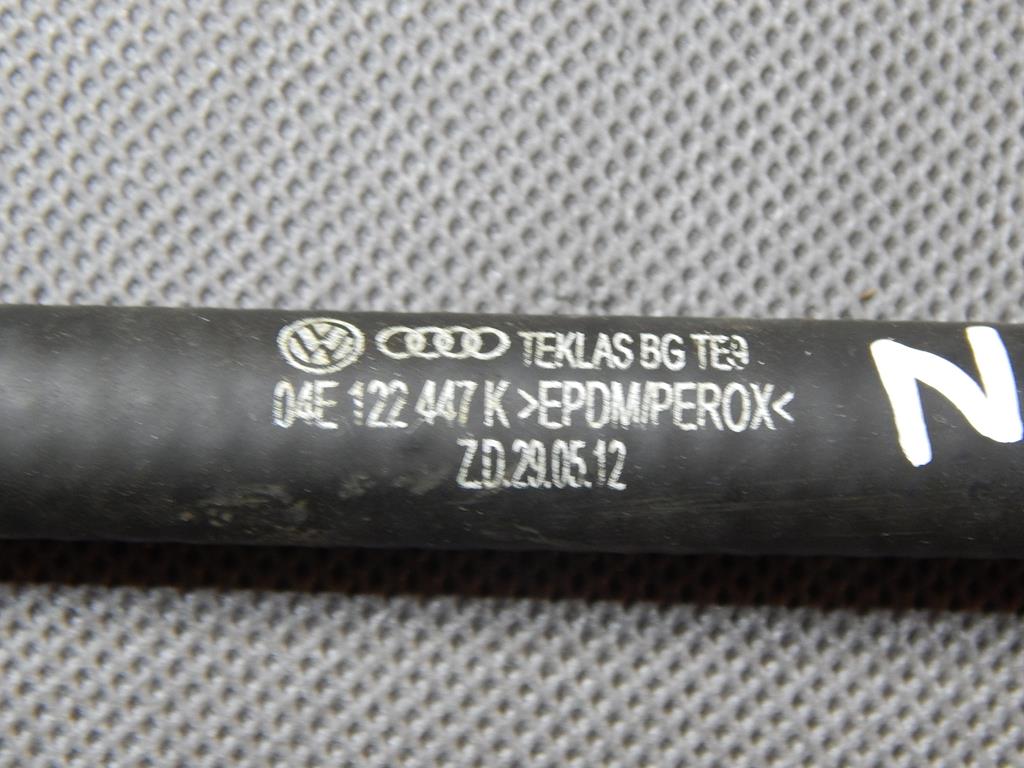 TEKLAS BG TE9
04E 122 447 K >EPDM/PEROX<
Z.D.29.05.12
N